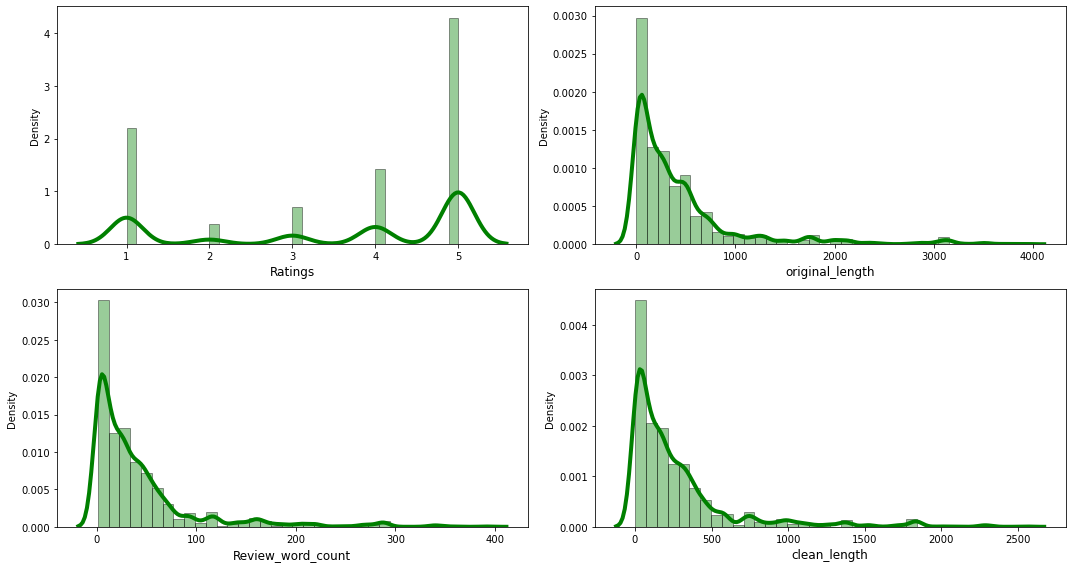 4
3
2
1
0
Density
1 2 3 4 5
Ratings
0.0030
0.0025
0.0020
0.0015
0.0010
0.0005
0.0000
Density
0 1000 2000 3000 4000
original_length
0.030
0.025
0.020
0.015
0.010
0.005
0.000
Density
0 100 200 300 400
Review_word_count
0.004
0.003
0.002
0.001
0.000
Density
0 500 1000 1500 2000 2500
clean_length